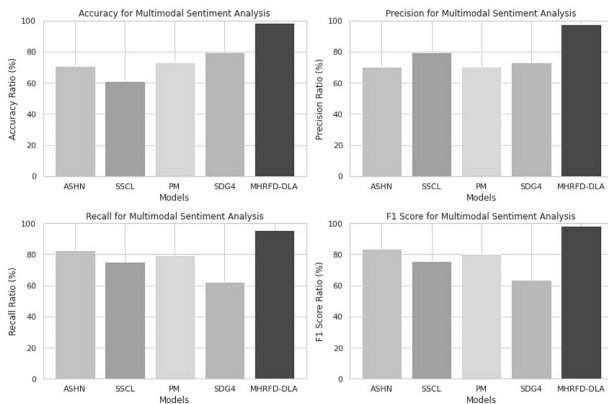 Accuracy for Multimodal Sentiment Analysis
Accuracy Ratio (%)
100
80
60
40
20
0
ASHN SSCL PM SDG4 MHRFD-DLA
Models
Precision for Multimodal Sentiment Analysis
Precision Ratio (%)
100
80
60
40
20
0
ASHN SSCL PM SDG4 MHRFD-DLA
Models
Recall for Multimodal Sentiment Analysis
Recall Ratio (%)
100
80
60
40
20
0
ASHN SSCL PM SDG4 MHRFD-DLA
Models
F1 Score for Multimodal Sentiment Analysis
F1 Score Ratio (%)
100
80
60
40
20
0
ASHN SSCL PM SDG4 MHRFD-DLA
Models